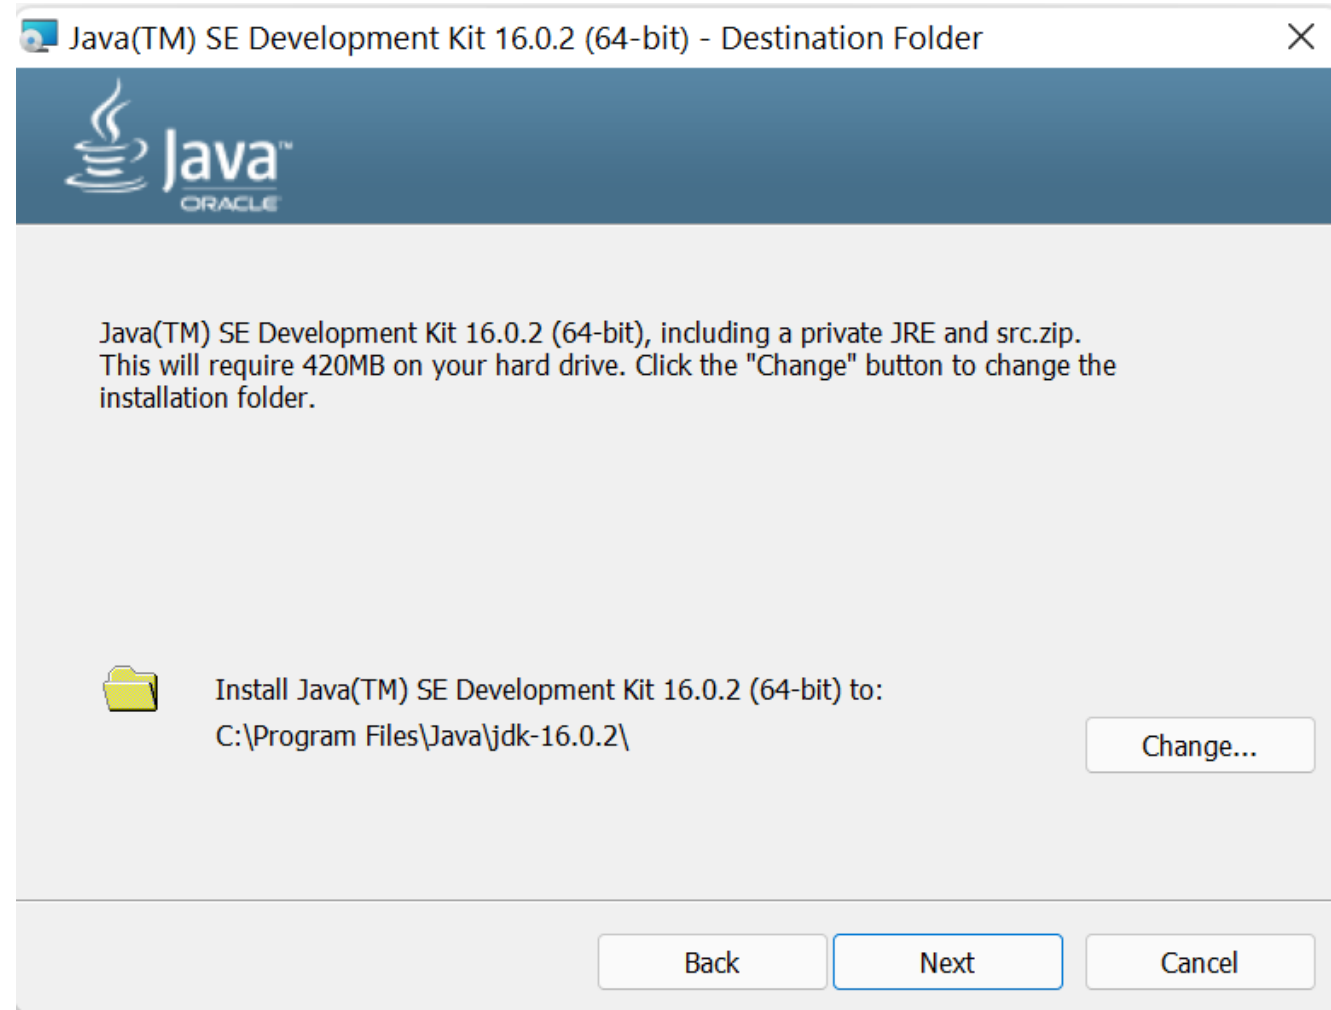 Java(TM) SE Development Kit 16.0.2 (64-bit) - Destination Folder
Java™
ORACLE
Java(TM) SE Development Kit 16.0.2 (64-bit), including a private JRE and src.zip.
This will require 420MB on your hard drive. Click the "Change" button to change the
installation folder.
Install Java(TM) SE Development Kit 16.0.2 (64-bit) to:
C:\Program Files\Java\jdk-16.0.2\
Change...
Back
Next
Cancel